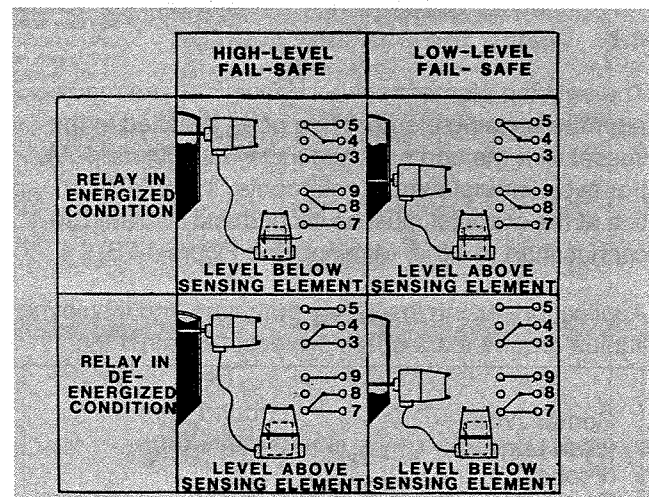 HIGH-LEVEL
FAIL-SAFE
LOW-LEVEL
FAIL- SAFE
RELAY IN
ENERGIZED
CONDITION
5
4
3
9
8
7
LEVEL BELOW
SENSING ELEMENT
5
4
3
9
8
7
LEVEL ABOVE
SENSING ELEMENT
RELAY IN
DE-
ENERGIZED
CONDITION
5
4
3
9
8
7
LEVEL ABOVE
SENSING ELEMENT
5
4
3
9
8
7
LEVEL BELOW
SENSING ELEMENT